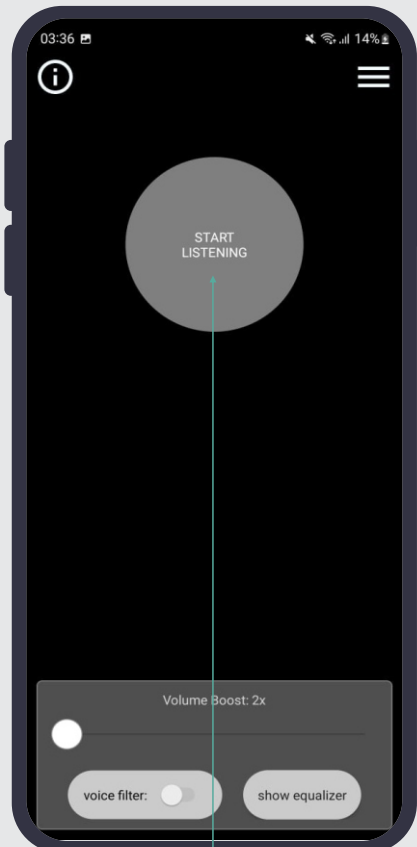 03:36 14%
START
LISTENING
Volume Boost: 2x
voice filter: show equalizer